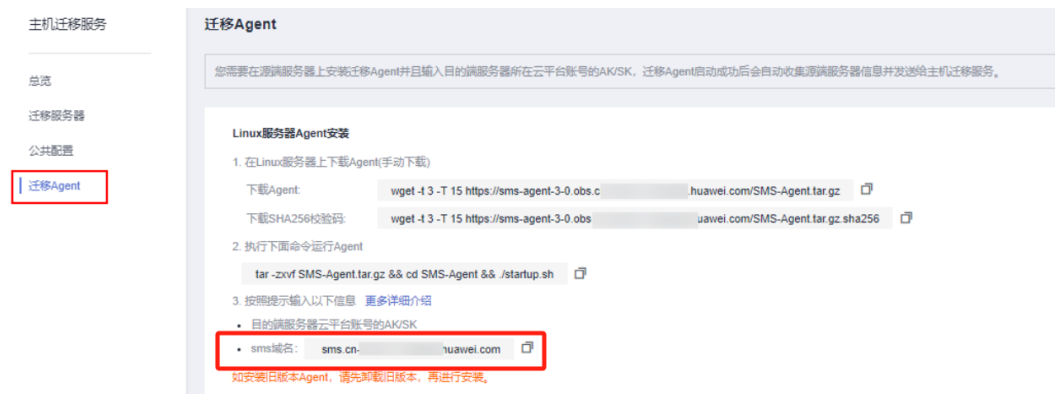 主机迁移服务
总览
迁移服务器
公共配置
迁移Agent
迁移Agent
您需要在源端服务器上安装迁移Agent并且输入目的端服务器所在云平台账号的AK/SK，迁移Agent启动成功后会自动收集源端服务器信息并发送给主机迁移服务。
Linux服务器Agent安装
1. 在Linux服务器上下载Agent(手动下载)
下载Agent: wget -t 3 -T 15 https://sms-agent-3-0.obs.c .huawei.com/SMS-Agent.tar.gz
下载SHA256校验码: wget -t 3 -T 15 https://sms-agent-3-0.obs uawei.com/SMS-Agent.tar.gz.sha256
2. 执行下面命令运行Agent
tar -zxvf SMS-Agent.tar.gz && cd SMS-Agent && ./startup.sh
3. 按照提示输入以下信息 更多详细介绍
• 目的端服务器云平台账号的AK/SK
• sms域名: sms.cn- huawei.com
如安装旧版本Agent，请先卸载旧版本，再进行安装。